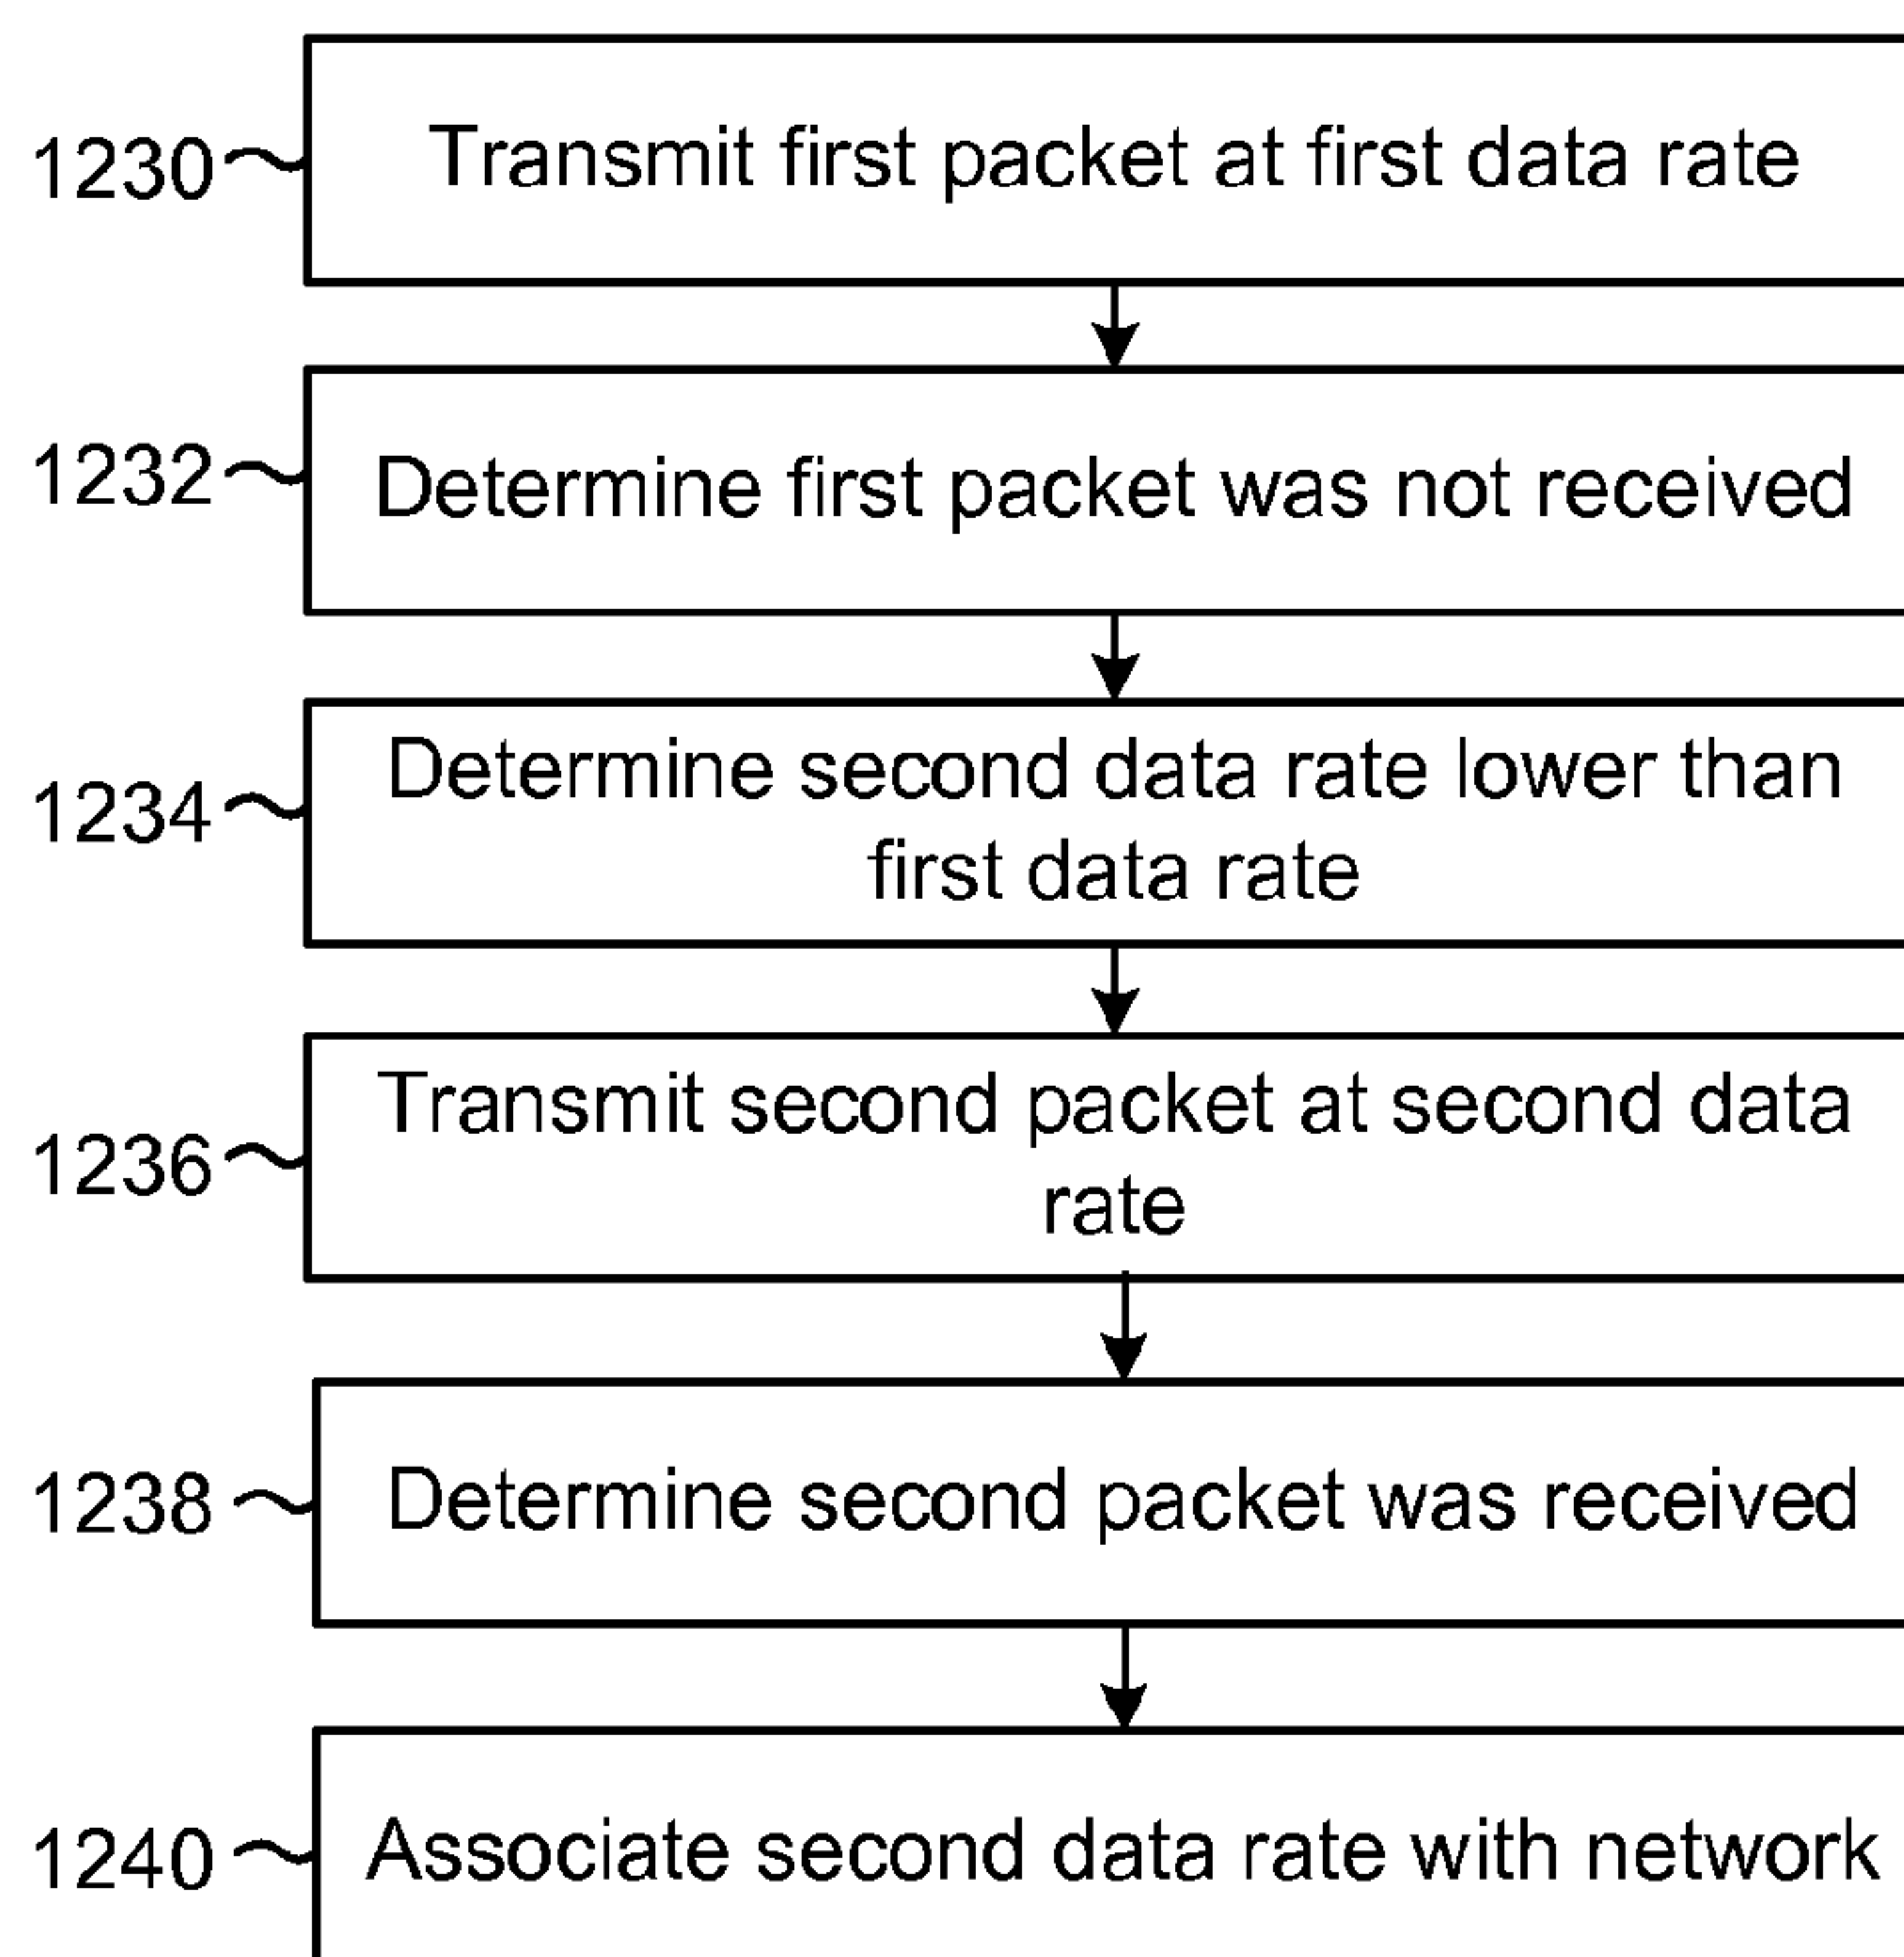 1230 Transmit first packet at first data rate
1232 Determine first packet was not received
1234 Determine second data rate lower than
first data rate
1236 Transmit second packet at second data
rate
1238 Determine second packet was received
1240 Associate second data rate with network